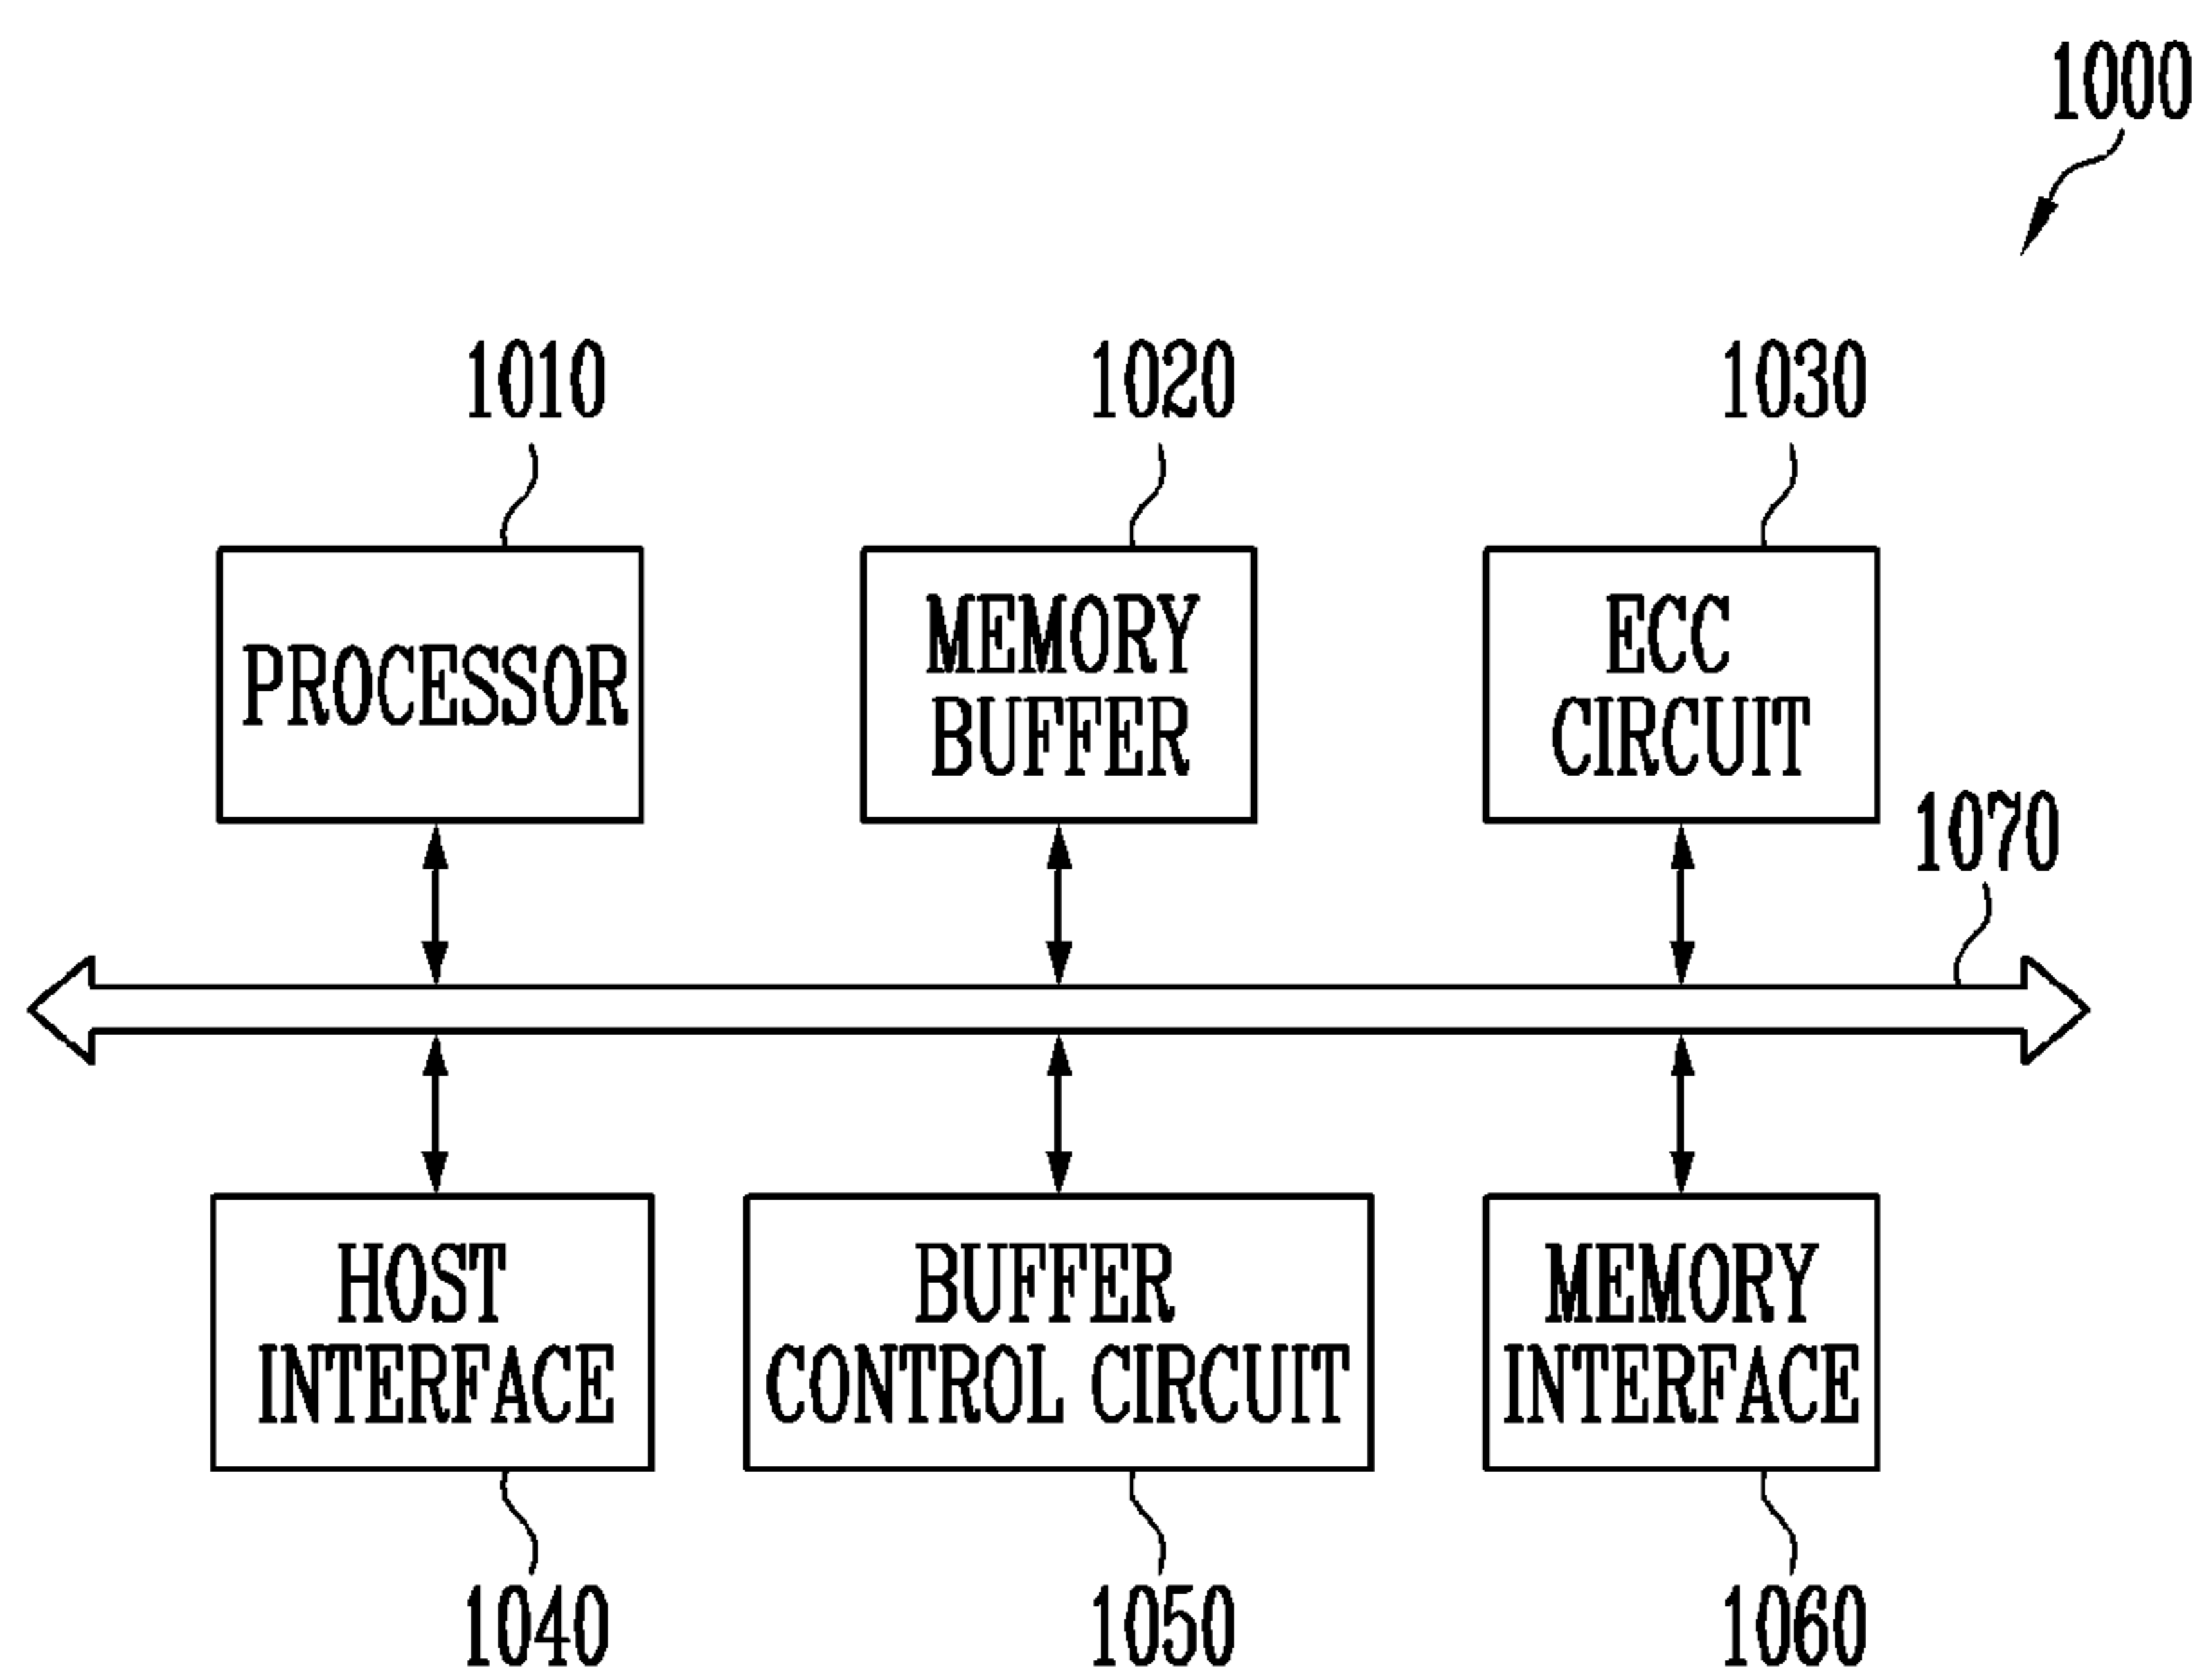 1000
1010
1020
1030
PROCESSOR
MEMORY
BUFFER
ECC
CIRCUIT
1070
HOST
INTERFACE
BUFFER
CONTROL CIRCUIT
MEMORY
INTERFACE
1040
1050
1060